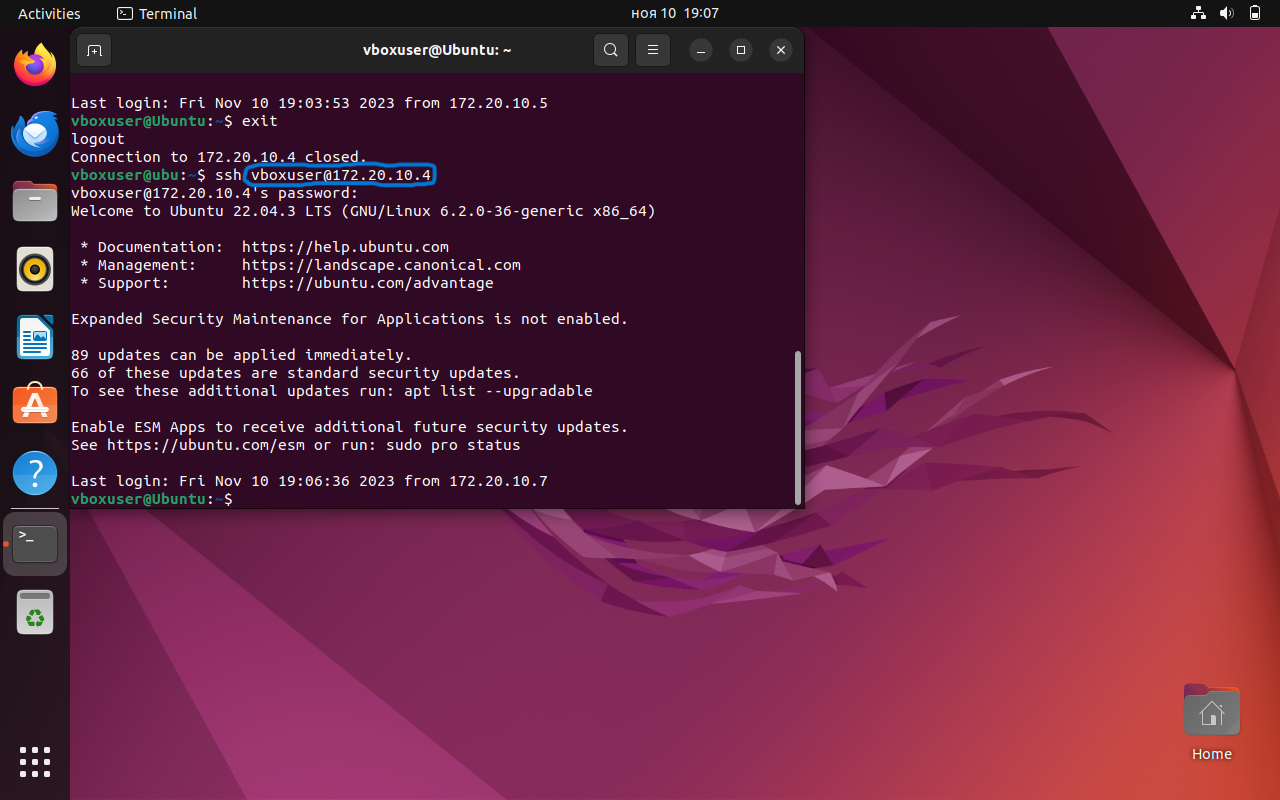 Activities
Terminal
ноя 10 19:07
vboxuser@Ubuntu: ~
Last login: Fri Nov 10 19:03:53 2023 from 172.20.10.5
vboxuser@Ubuntu:~$ exit
logout
Connection to 172.20.10.4 closed.
vboxuser@ubu:~$ ssh vboxuser@172.20.10.4
vboxuser@172.20.10.4's password:
Welcome to Ubuntu 22.04.3 LTS (GNU/Linux 6.2.0-36-generic x86_64)
* Documentation:  https://help.ubuntu.com
* Management:     https://landscape.canonical.com
* Support:        https://ubuntu.com/advantage
Expanded Security Maintenance for Applications is not enabled.
89 updates can be applied immediately.
66 of these updates are standard security updates.
To see these additional updates run: apt list --upgradable
Enable ESM Apps to receive additional future security updates.
See https://ubuntu.com/esm or run: sudo pro status
Last login: Fri Nov 10 19:06:36 2023 from 172.20.10.7
vboxuser@Ubuntu:~$
Home